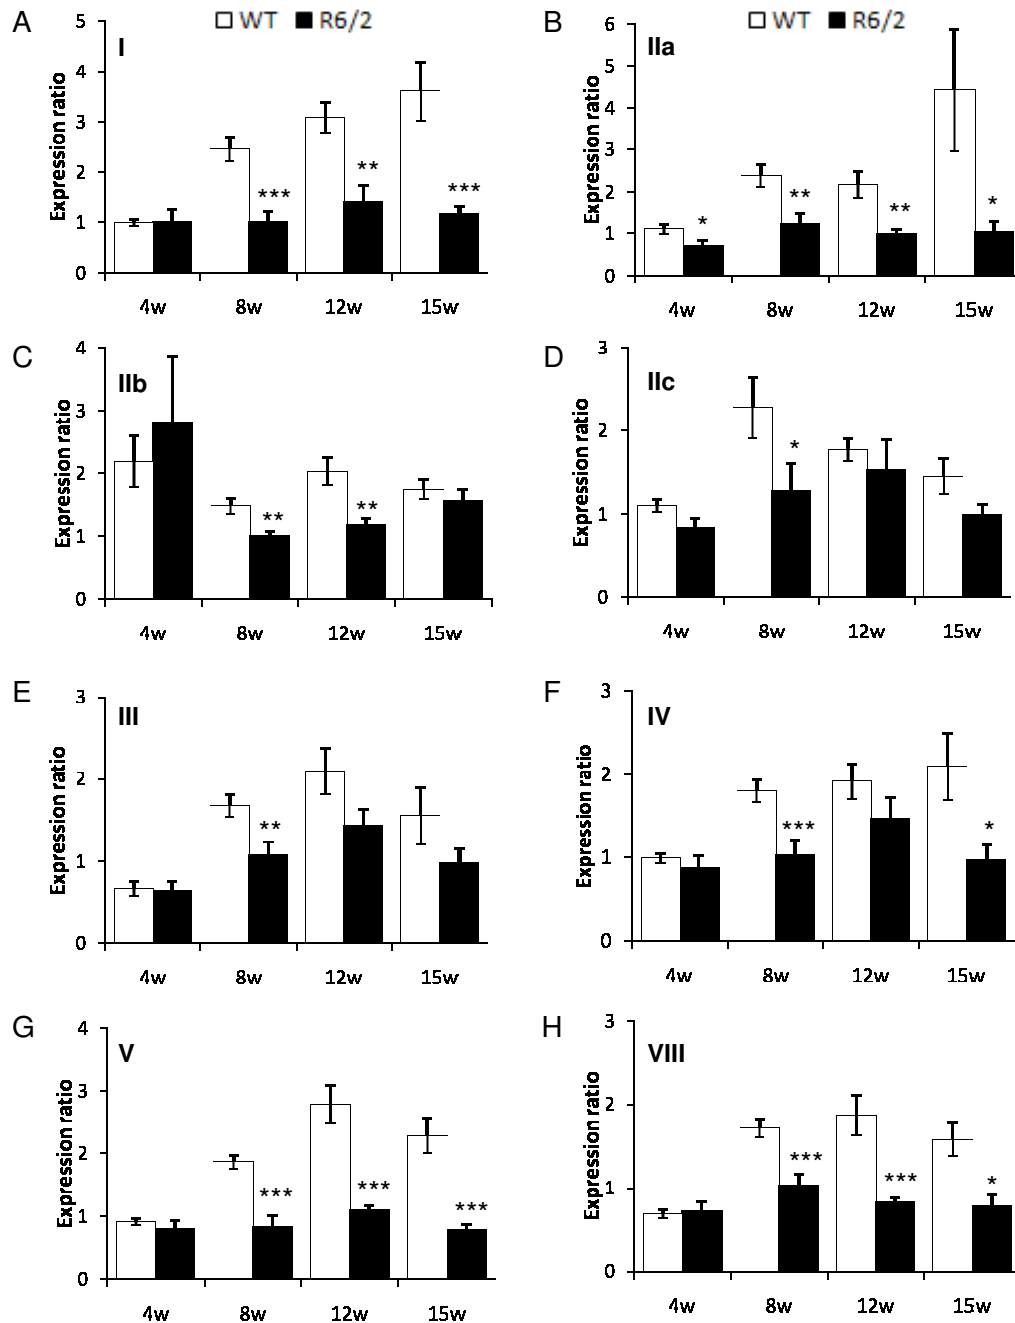 A
WT R6/2
I
Expression ratio
5
4
3
2
1
0
***
**
***
4w 8w 12w 15w
B
WT R6/2
IIa
Expression ratio
6
5
4
3
2
1
0
*
**
**
*
4w 8w 12w 15w
C
IIb
Expression ratio
4
3
2
1
0
**
**
4w 8w 12w 15w
D
IIc
Expression ratio
3
2
1
0
*
4w 8w 12w 15w
E
III
Expression ratio
3
2
1
0
**
4w 8w 12w 15w
F
IV
Expression ratio
3
2
1
0
***
*
4w 8w 12w 15w
G
V
Expression ratio
4
3
2
1
0
***
***
***
4w 8w 12w 15w
H
VIII
Expression ratio
3
2
1
0
***
***
*
4w 8w 12w 15w